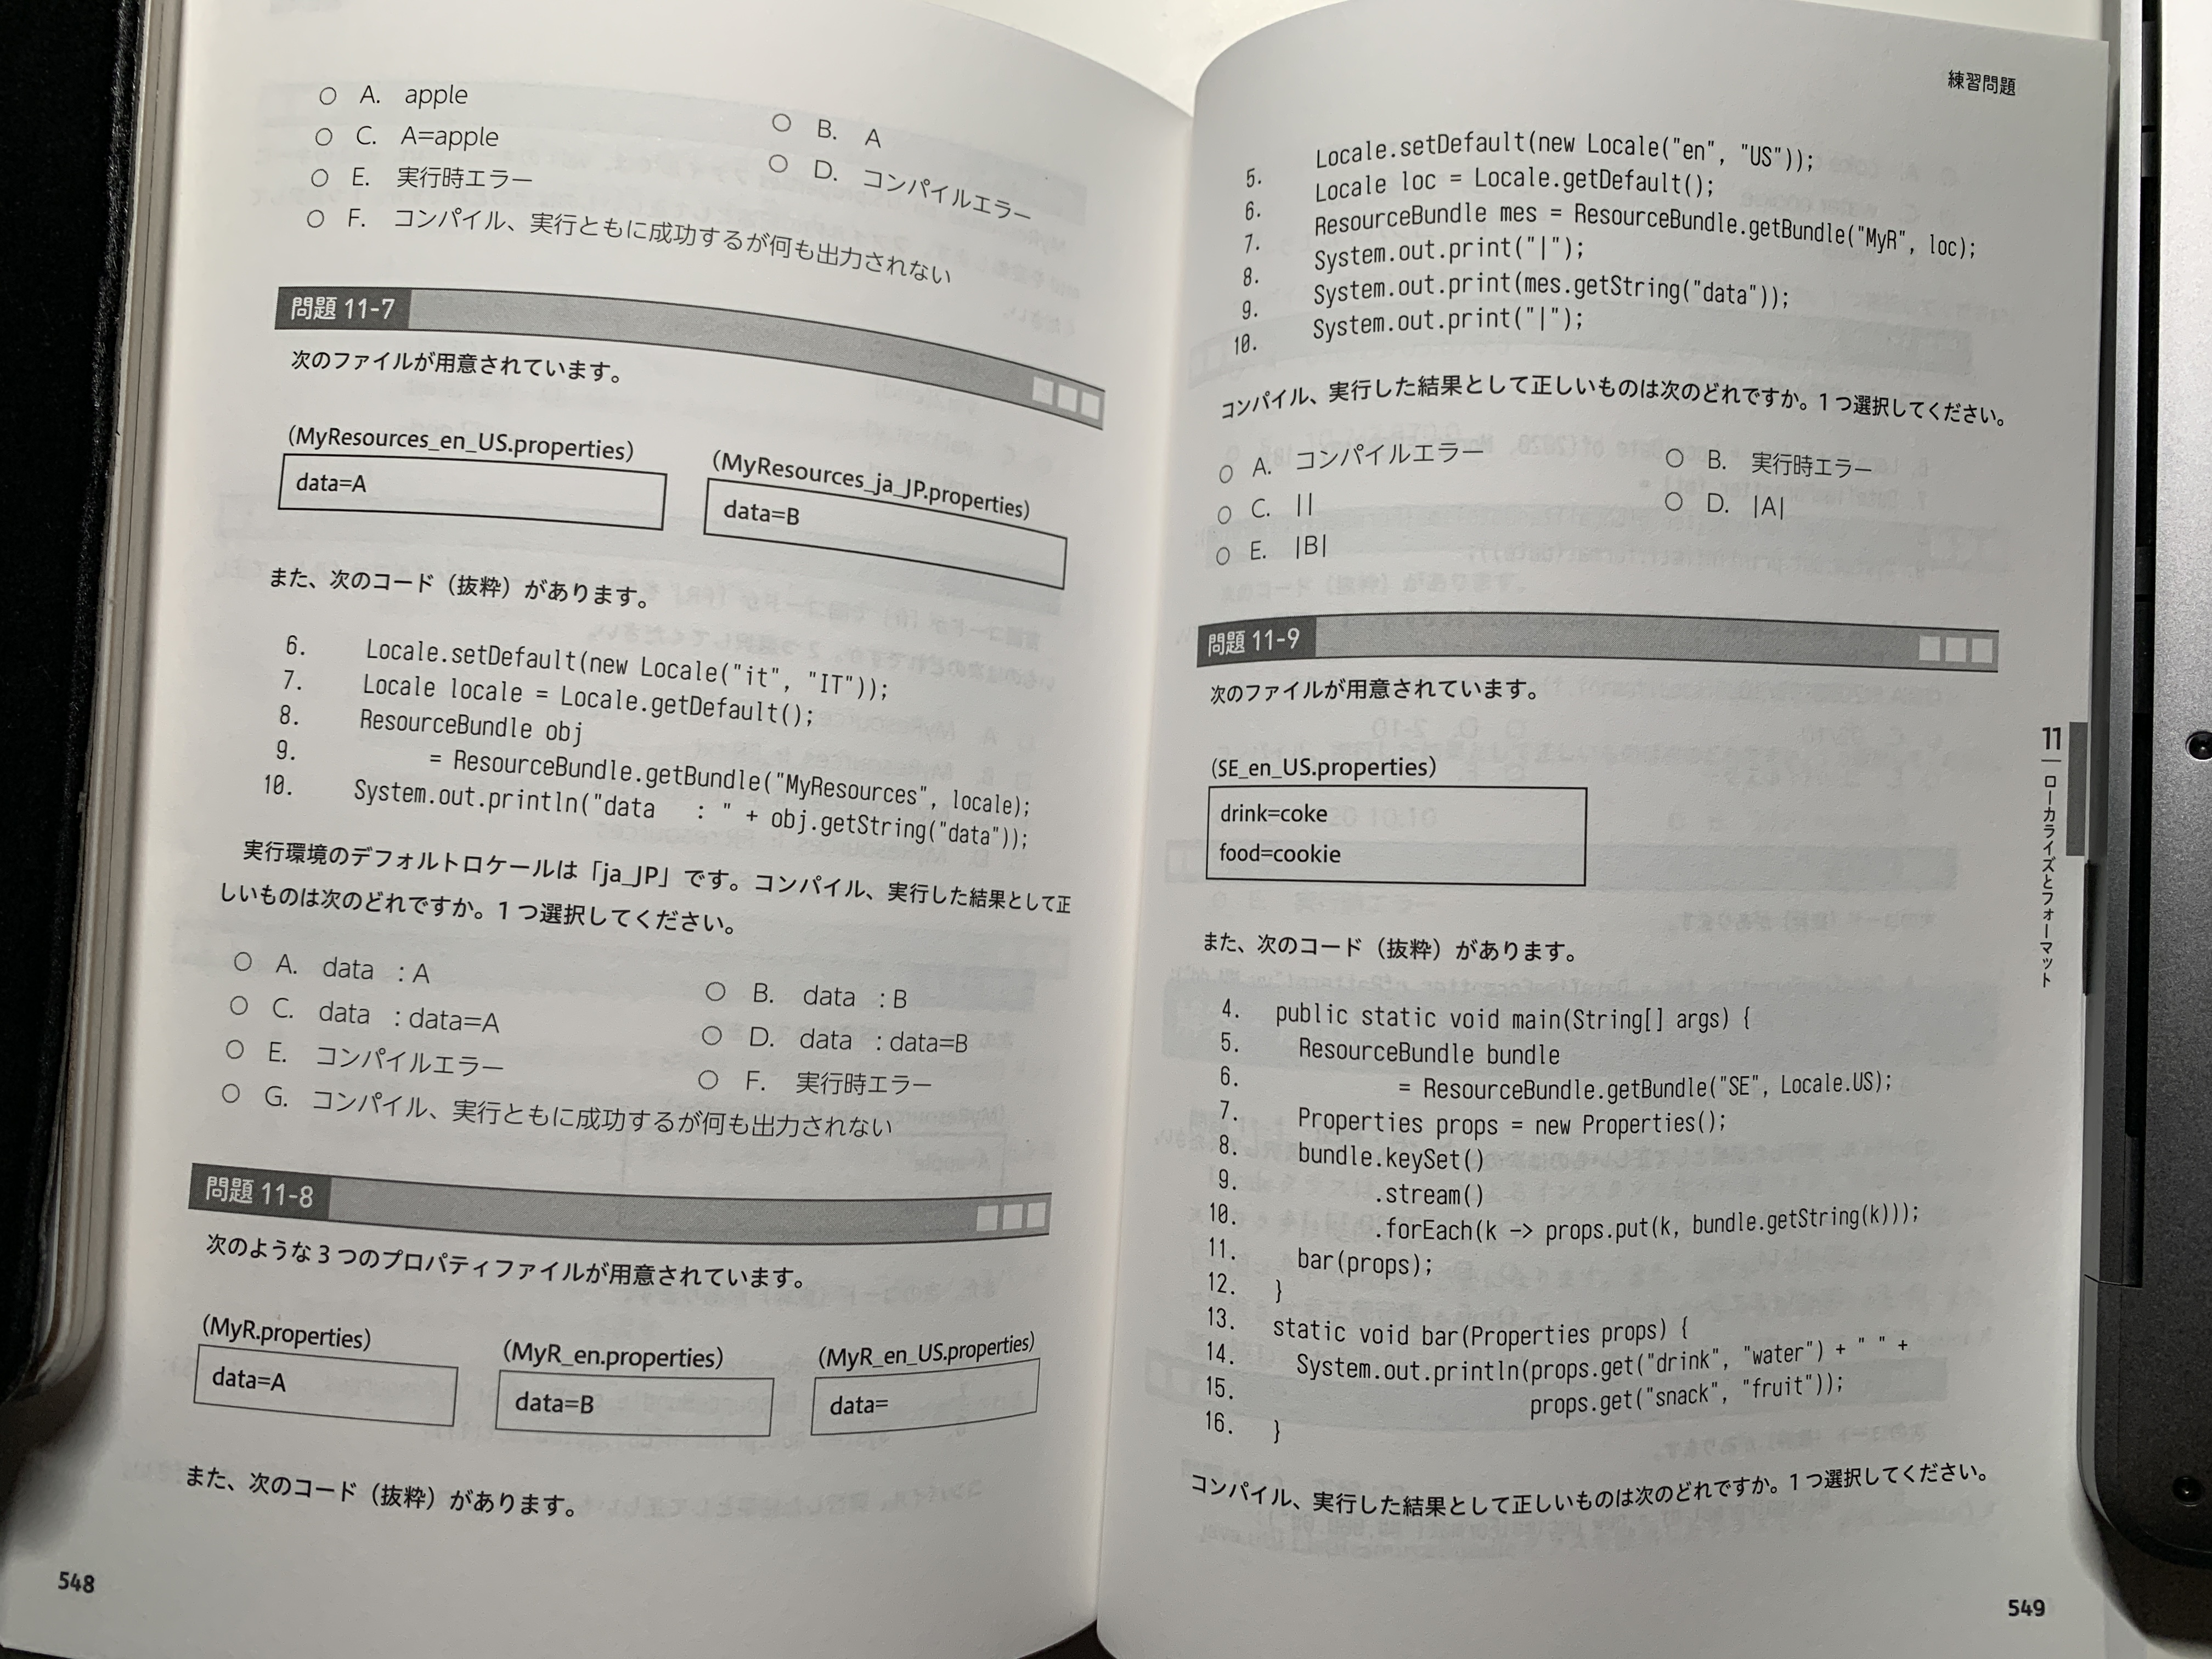 A. apple
B. A
C. A=apple
D. コンパイルエラー
E. 実行時エラー
F. コンパイル、実行ともに成功するが何も出力されない
問題 11-7
次のファイルが用意されています。
(MyResources_en_US.properties)
data=A
(MyResources_ja_JP.properties)
data=B
また、次のコード（抜粋）があります。
6. Locale.setDefault(new Locale("it", "IT"));
7. Locale locale = Locale.getDefault();
8. ResourceBundle obj
9. = ResourceBundle.getBundle("MyResources", locale);
10. System.out.println("data   : " + obj.getString("data"));
実行環境のデフォルトロケールは「ja_JP」です。コンパイル、実行した結果として正
しいものは次のどれですか。1つ選択してください。
A. data : A
B. data : B
C. data : data=A
D. data : data=B
E. コンパイルエラー
F. 実行時エラー
G. コンパイル、実行ともに成功するが何も出力されない
問題 11-8
次のような3つのプロパティファイルが用意されています。
(MyR.properties)
data=A
(MyR_en.properties)
data=B
(MyR_en_US.properties)
data=
また、次のコード（抜粋）があります。
548
練習問題
5. Locale.setDefault(new Locale("en", "US"));
6. Locale loc = Locale.getDefault();
7. ResourceBundle mes = ResourceBundle.getBundle("MyR", loc);
8. System.out.print("|");
9. System.out.print(mes.getString("data"));
10. System.out.print("|");
コンパイル、実行した結果として正しいものは次のどれですか。1つ選択してください。
A. コンパイルエラー
B. 実行時エラー
C. ||
D. |A|
E. |B|
問題 11-9
次のファイルが用意されています。
(SE_en_US.properties)
drink=coke
food=cookie
また、次のコード（抜粋）があります。
4. public static void main(String[] args) {
5. ResourceBundle bundle
6. = ResourceBundle.getBundle("SE", Locale.US);
7. Properties props = new Properties();
8. bundle.keySet()
9. .stream()
10. .forEach(k -> props.put(k, bundle.getString(k)));
11. bar(props);
12. }
13. static void bar(Properties props) {
14. System.out.println(props.get("drink", "water") + " " +
15. props.get("snack", "fruit"));
16. }
コンパイル、実行した結果として正しいものは次のどれですか。1つ選択してください。
11
ローカライズとフォーマット
549